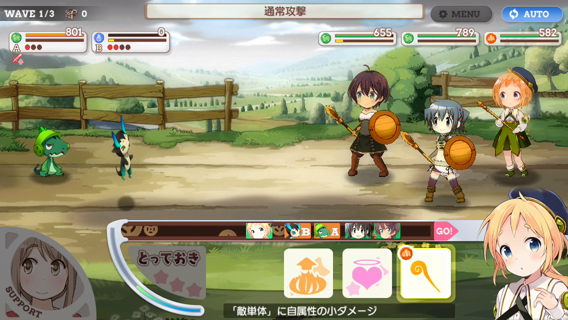 WAVE 1/3 0
通常攻撃
MENU
AUTO
801
0
655
789
582
A
B
B
A
GO!
とっておき
SUPPORT
「敵単体」に自属性の小ダメージ